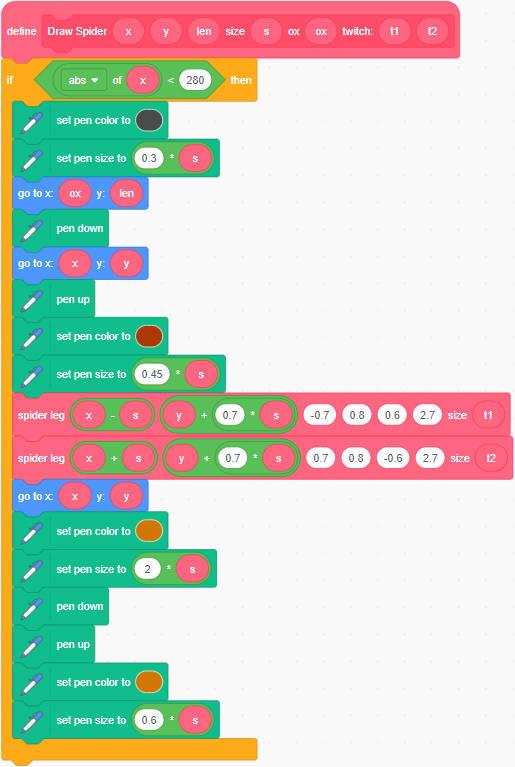 define Draw Spider x y len size s ox ox twitch: t1 t2
if abs of x < 280 then
set pen color to
set pen size to 0.3 * s
go to x: ox y: len
pen down
go to x: x y: y
pen up
set pen color to
set pen size to 0.45 * s
spider leg x - s y + 0.7 * s -0.7 0.8 0.6 2.7 size t1
spider leg x + s y + 0.7 * s 0.7 0.8 -0.6 2.7 size t2
go to x: x y: y
set pen color to
set pen size to 2 * s
pen down
pen up
set pen color to
set pen size to 0.6 * s